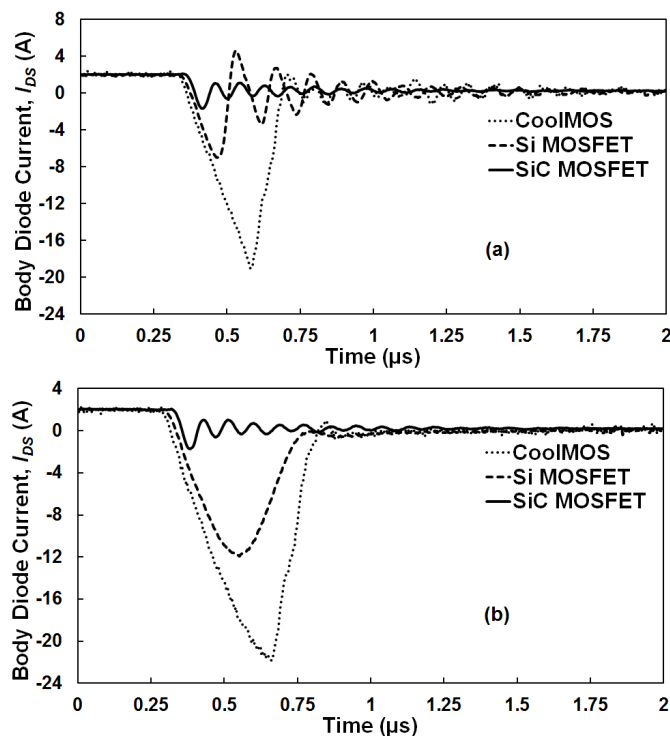 8
4
0
-4
-8
-12
-16
-20
-24
Body Diode Current, IDS (A)
CoolMOS
Si MOSFET
SiC MOSFET
(a)
0 0.25 0.5 0.75 1 1.25 1.5 1.75 2
Time (µs)
4
0
-4
-8
-12
-16
-20
-24
Body Diode Current, IDS (A)
CoolMOS
Si MOSFET
SiC MOSFET
(b)
0 0.25 0.5 0.75 1 1.25 1.5 1.75 2
Time (µs)